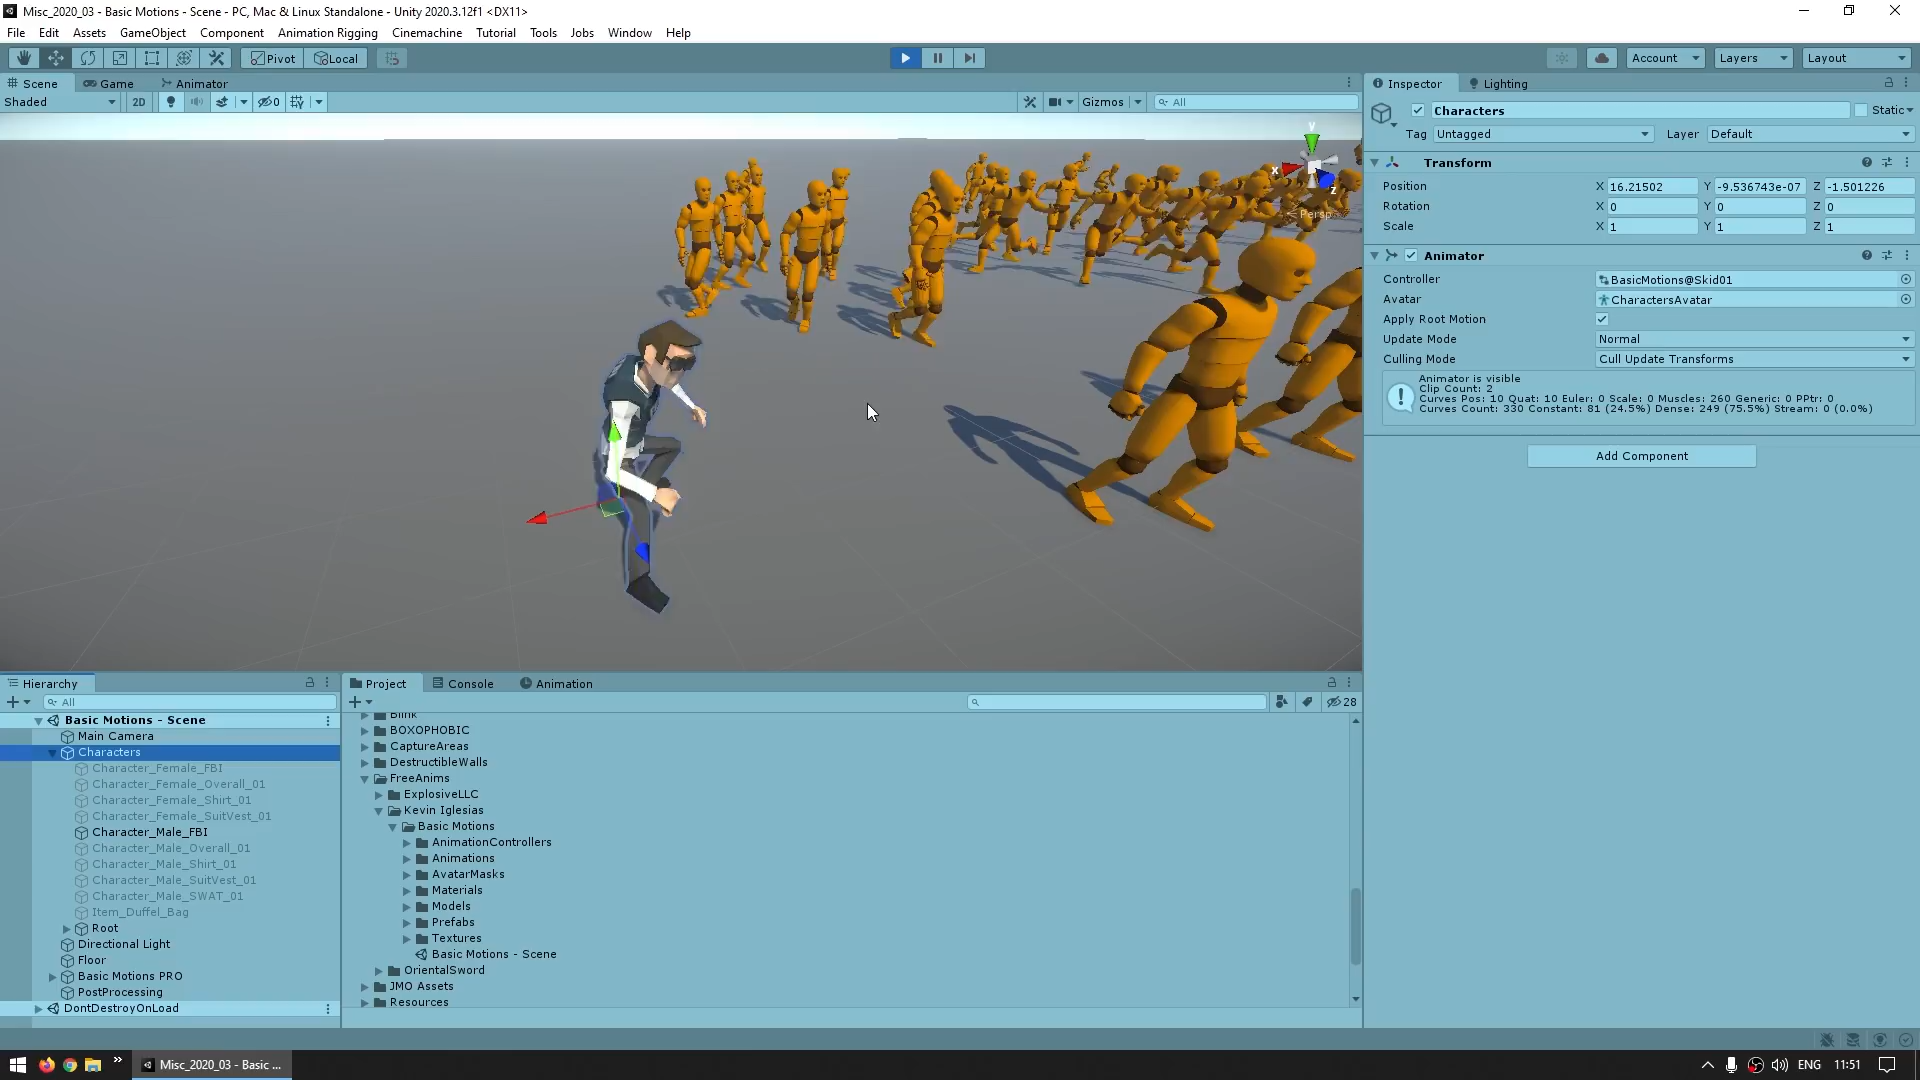 Misc_2020_03 - Basic Motions - Scene - PC, Mac & Linux Standalone - Unity 2020.3.12f1 <DX11>
File Edit Assets GameObject Component Animation Rigging Cinemachine Tutorial Tools Jobs Window Help
Pivot Local Account Layers Layout
Scene Game Animator
Shaded 2D 0 Gizmos All
y
x
z
Persp
Inspector Lighting
Characters Static
Tag Untagged Layer Default
Transform
Position X 16.21502 Y -9.536743e-07 Z -1.501226
Rotation X 0 Y 0 Z 0
Scale X 1 Y 1 Z 1
Animator
Controller BasicMotions@Skid01
Avatar CharactersAvatar
Apply Root Motion
Update Mode Normal
Culling Mode Cull Update Transforms
Animator is visible
Clip Count: 2
Curves Pos: 10 Quat: 10 Euler: 0 Scale: 0 Muscles: 260 Generic: 0 PPtr: 0
Curves Count: 330 Constant: 81 (24.5%) Dense: 249 (75.5%) Stream: 0 (0.0%)
Add Component
Hierarchy
All
Basic Motions - Scene
Main Camera
Characters
Character_Female_FBI
Character_Female_Overall_01
Character_Female_Shirt_01
Character_Female_SuitVest_01
Character_Male_FBI
Character_Male_Overall_01
Character_Male_Shirt_01
Character_Male_SuitVest_01
Character_Male_SWAT_01
Item_Duffel_Bag
Root
Directional Light
Floor
Basic Motions PRO
PostProcessing
DontDestroyOnLoad
Project Console Animation
28
Blink
BOXOPHOBIC
CaptureAreas
DestructibleWalls
FreeAnims
ExplosiveLLC
Kevin Iglesias
Basic Motions
AnimationControllers
Animations
AvatarMasks
Materials
Models
Prefabs
Textures
Basic Motions - Scene
OrientalSword
JMO Assets
Resources
Misc_2020_03 - Basic ...
ENG 11:51